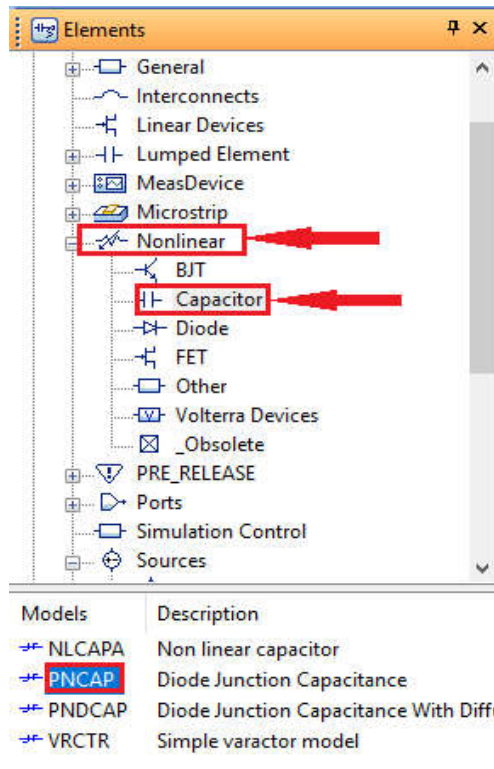 Elements
General
Interconnects
Linear Devices
Lumped Element
MeasDevice
Microstrip
Nonlinear
BJT
Capacitor
Diode
FET
Other
Volterra Devices
_Obsolete
PRE_RELEASE
Ports
Simulation Control
Sources
Models Description
NLCAPA Non linear capacitor
PNCAP Diode Junction Capacitance
PNDCAP Diode Junction Capacitance With Diffu
VRCTR Simple varactor model